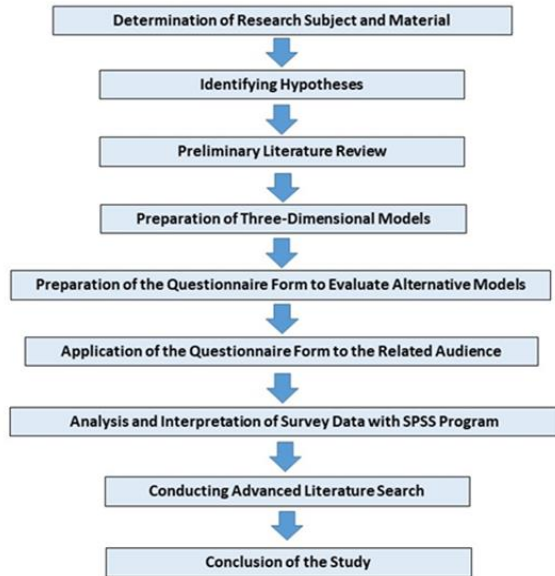 Determination of Research Subject and Material
Identifying Hypotheses
Preliminary Literature Review
Preparation of Three-Dimensional Models
Preparation of the Questionnaire Form to Evaluate Alternative Models
Application of the Questionnaire Form to the Related Audience
Analysis and Interpretation of Survey Data with SPSS Program
Conducting Advanced Literature Search
Conclusion of the Study